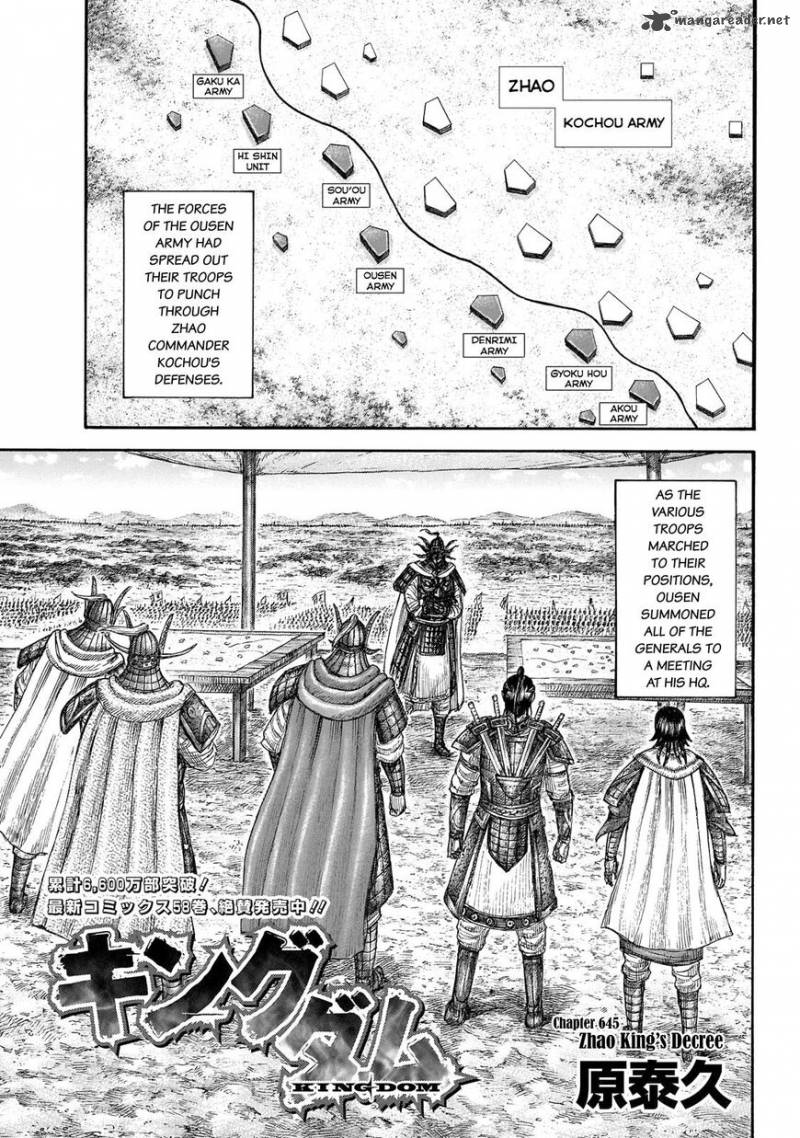 mangareader.net
ZHAO
KOCHOU ARMY
GAKU KA
ARMY
HI SHIN
UNIT
SOU'OU
ARMY
OUSEN
ARMY
DENRIMI
ARMY
GYOKU HOU
ARMY
AKOU
ARMY
THE FORCES
OF THE OUSEN
ARMY HAD
SPREAD OUT
THEIR TROOPS
TO PUNCH
THROUGH
ZHAO
COMMANDER
KOCHOU'S
DEFENSES.
AS THE
VARIOUS
TROOPS
MARCHED
TO THEIR
POSITIONS,
OUSEN
SUMMONED
ALL OF THE
GENERALS TO
A MEETING
AT HIS HQ.
累計6,600万部突破!
最新コミックス58巻、絶賛発売中!!
キングダム
KINGDOM
Chapter 645
Zhao King's Decree
原泰久